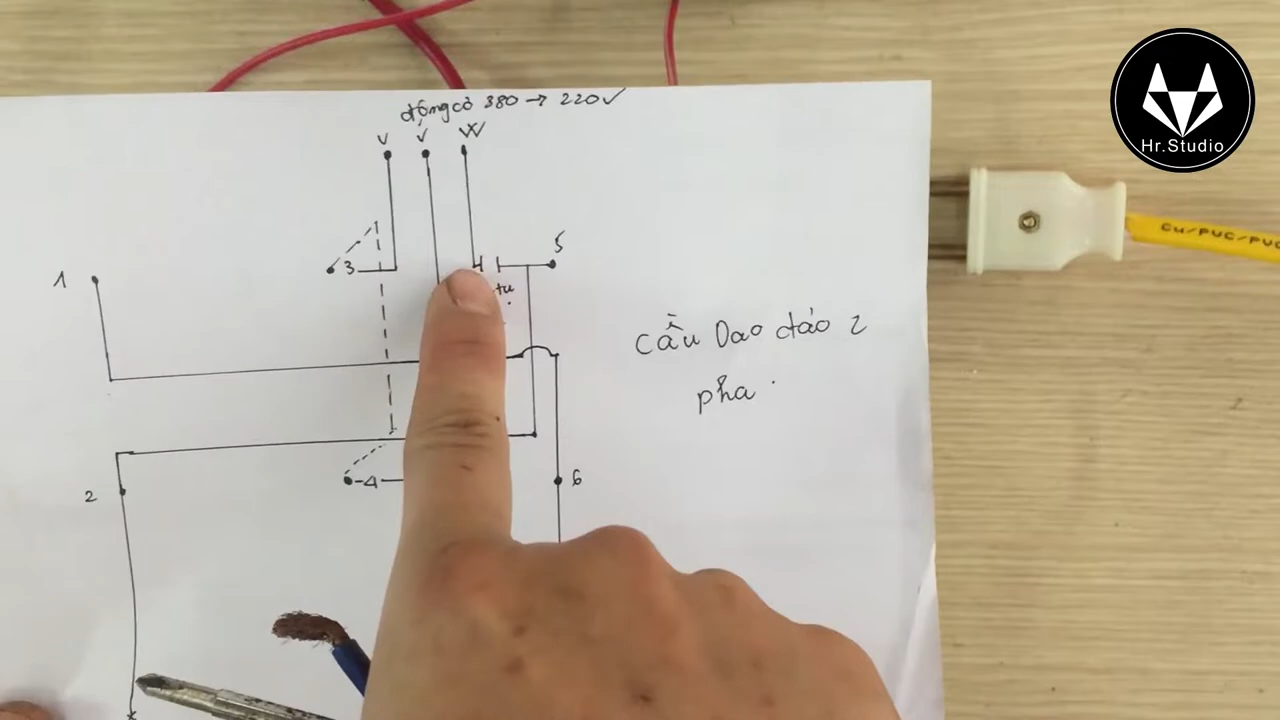 động cơ 380 → 220V
V V W
3
5
1
tụ
Cầu Dao đảo 2
pha
4
6
2
Hr.Studio
Cu/PVC/PVC